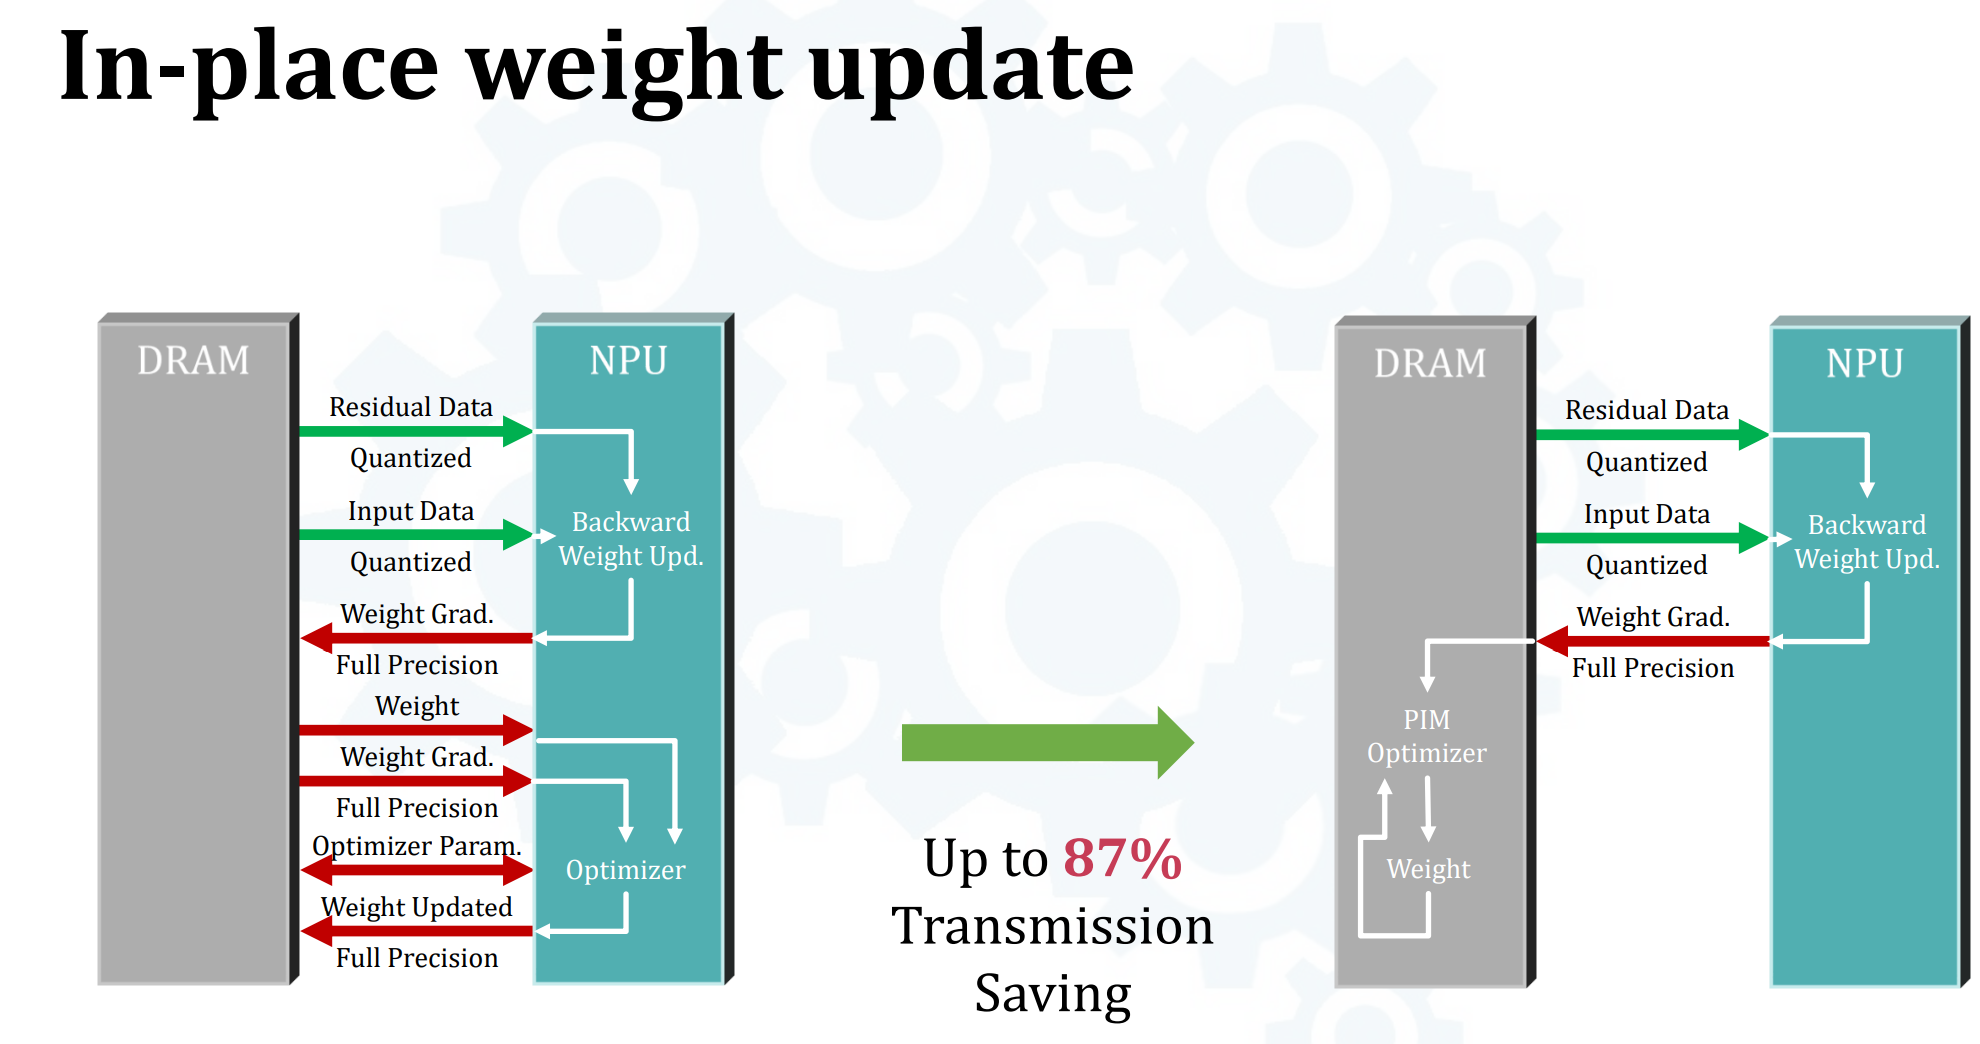 In-place weight update
DRAM
NPU
Residual Data
Quantized
Input Data
Quantized
Backward
Weight Upd.
Weight Grad.
Full Precision
Weight
Weight Grad.
Full Precision
Optimizer Param.
Optimizer
Weight Updated
Full Precision
Up to 87%
Transmission
Saving
DRAM
NPU
Residual Data
Quantized
Input Data
Quantized
Backward
Weight Upd.
Weight Grad.
Full Precision
PIM
Optimizer
Weight